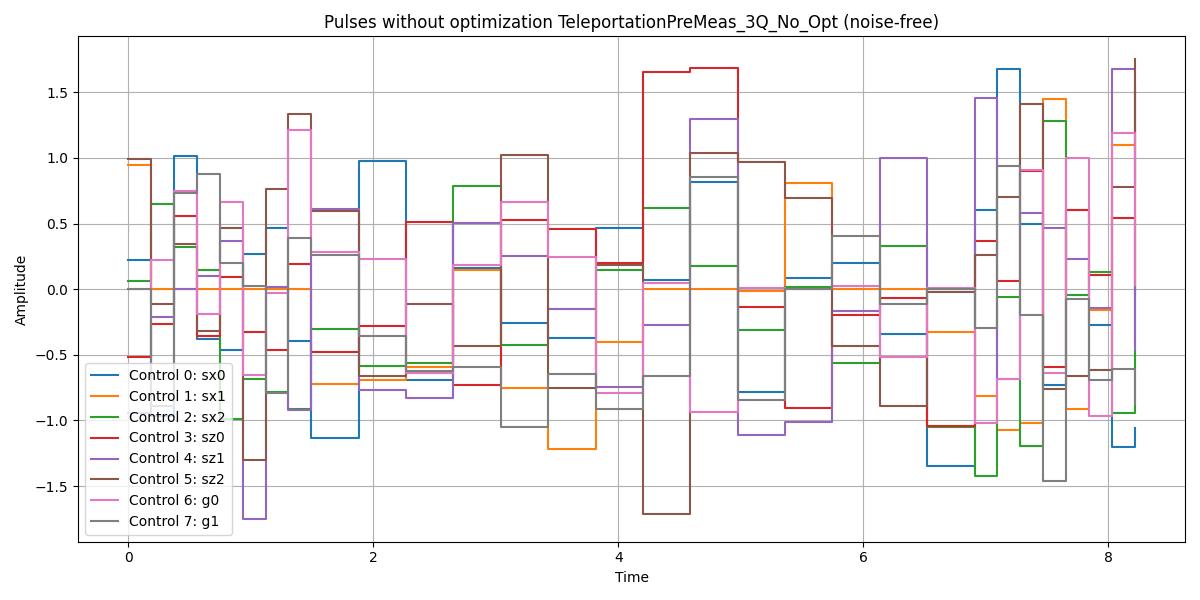 Pulses without optimization TeleportationPreMeas_3Q_No_Opt (noise-free)
Amplitude
1.5
1.0
0.5
0.0
−0.5
−1.0
−1.5
Control 0: sx0
Control 1: sx1
Control 2: sx2
Control 3: sz0
Control 4: sz1
Control 5: sz2
Control 6: g0
Control 7: g1
0 2 4 6 8
Time